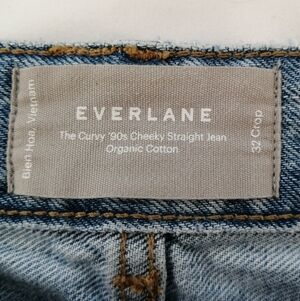 EVERLANE
The Curvy '90s Cheeky Straight Jean
Organic Cotton
Bien Hoa, Vietnam
32 Crop